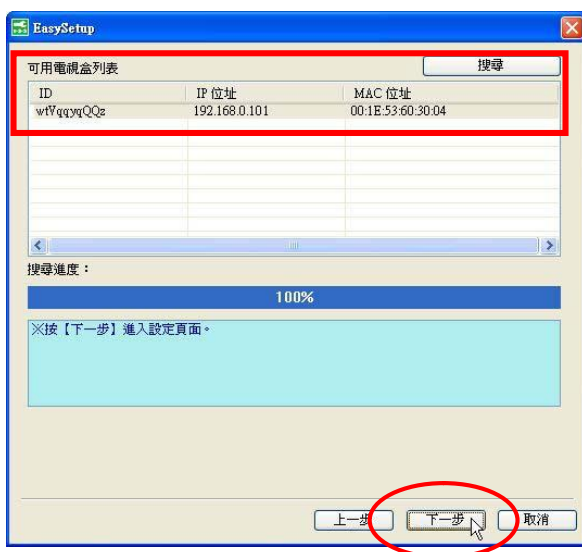 EasySetup
可用電視盒列表 搜尋
ID IP 位址 MAC 位址
wtVqqyqQQz 192.168.0.101 00:1E:53:60:30:04
搜尋進度：
100%
※按【下一步】進入設定頁面。
上一步 下一步 取消